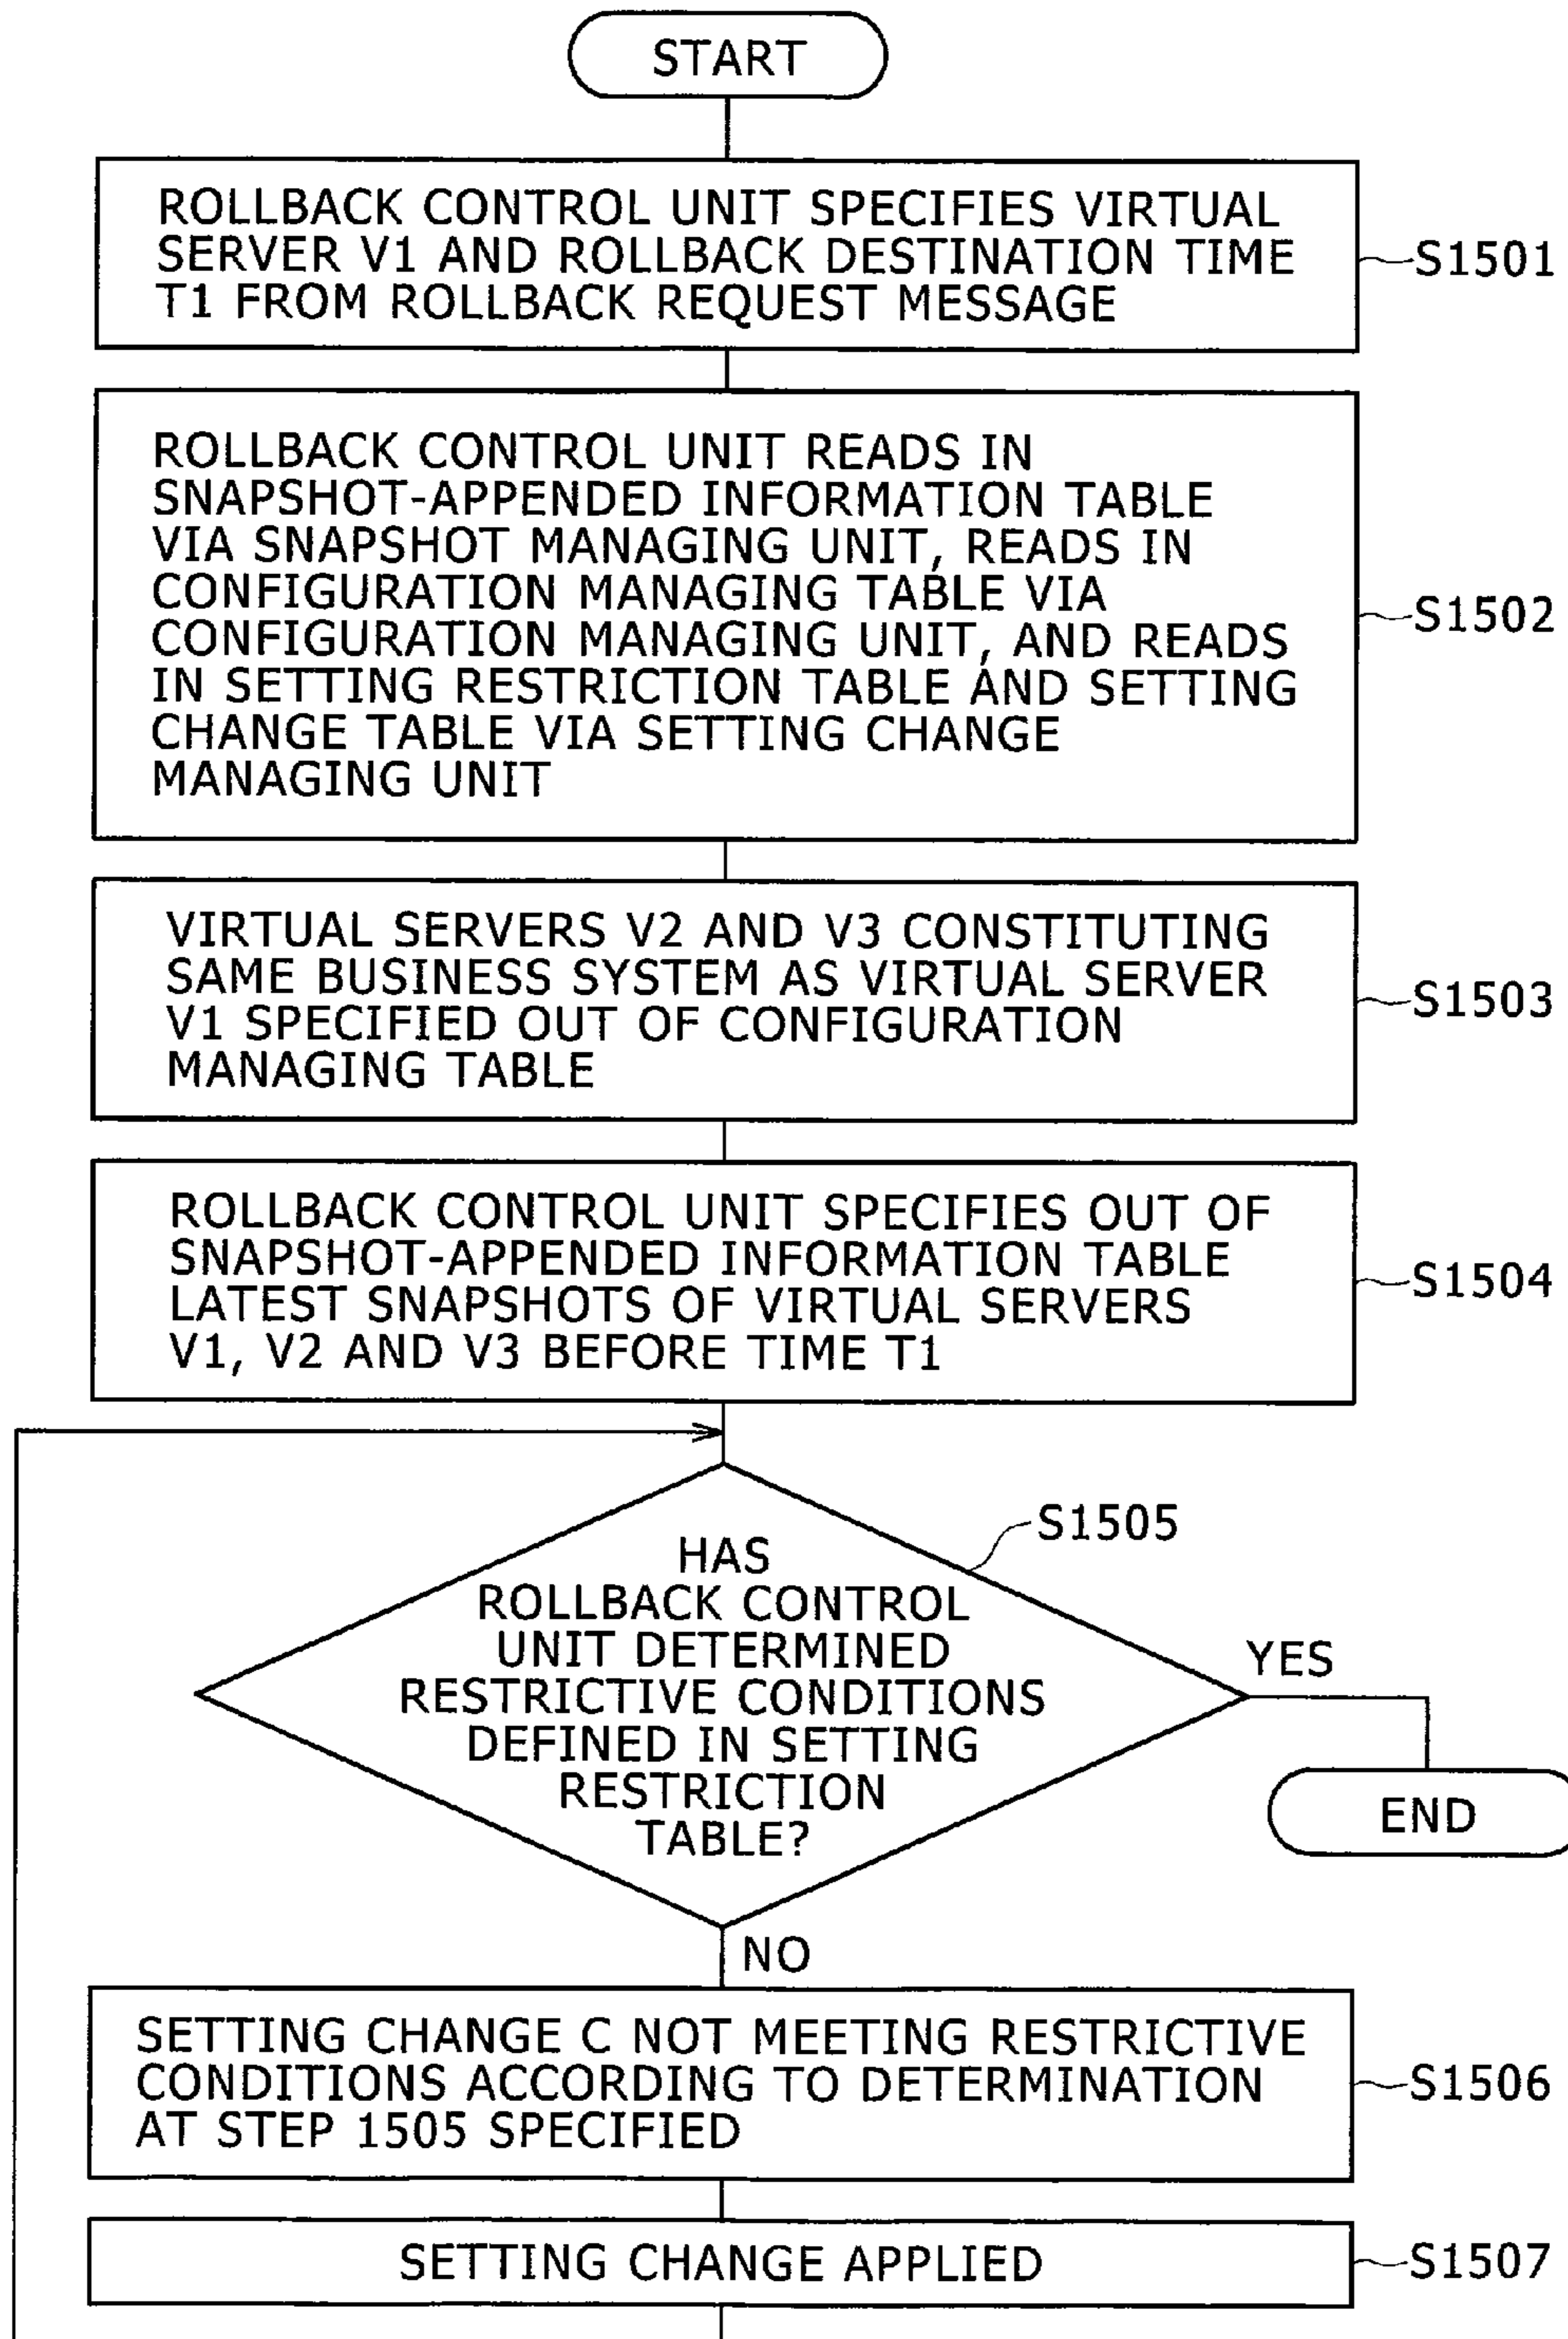 START
ROLLBACK CONTROL UNIT SPECIFIES VIRTUAL
SERVER V1 AND ROLLBACK DESTINATION TIME
T1 FROM ROLLBACK REQUEST MESSAGE
S1501
ROLLBACK CONTROL UNIT READS IN
SNAPSHOT-APPENDED INFORMATION TABLE
VIA SNAPSHOT MANAGING UNIT, READS IN
CONFIGURATION MANAGING TABLE VIA
CONFIGURATION MANAGING UNIT, AND READS
IN SETTING RESTRICTION TABLE AND SETTING
CHANGE TABLE VIA SETTING CHANGE
MANAGING UNIT
S1502
VIRTUAL SERVERS V2 AND V3 CONSTITUTING
SAME BUSINESS SYSTEM AS VIRTUAL SERVER
V1 SPECIFIED OUT OF CONFIGURATION
MANAGING TABLE
S1503
ROLLBACK CONTROL UNIT SPECIFIES OUT OF
SNAPSHOT-APPENDED INFORMATION TABLE
LATEST SNAPSHOTS OF VIRTUAL SERVERS
V1, V2 AND V3 BEFORE TIME T1
S1504
S1505
HAS
ROLLBACK CONTROL
UNIT DETERMINED
RESTRICTIVE CONDITIONS
DEFINED IN SETTING
RESTRICTION
TABLE?
YES
END
NO
SETTING CHANGE C NOT MEETING RESTRICTIVE
CONDITIONS ACCORDING TO DETERMINATION
AT STEP 1505 SPECIFIED
S1506
SETTING CHANGE APPLIED
S1507